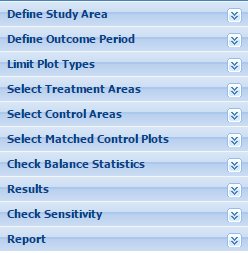 Define Study Area
Define Outcome Period
Limit Plot Types
Select Treatment Areas
Select Control Areas
Select Matched Control Plots
Check Balance Statistics
Results
Check Sensitivity
Report